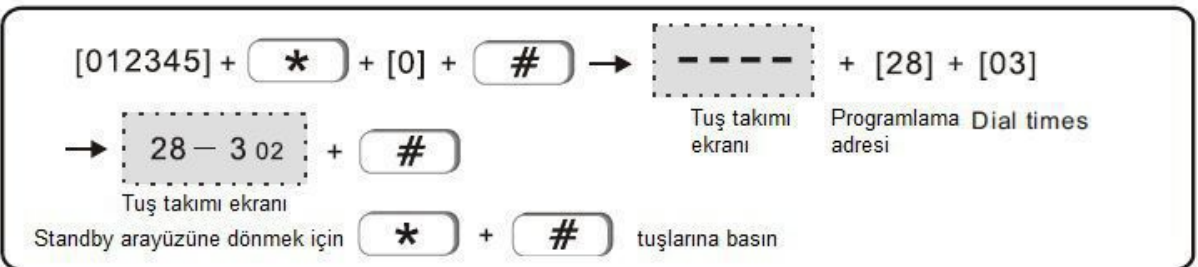 [012345] + * + [0] + # → ---- + [28] + [03]
Tuş takımı ekranı Programlama adresi Dial times
→ 28 — 3 02 + #
Tuş takımı ekranı
Standby arayüzüne dönmek için * + # tuşlarına basın